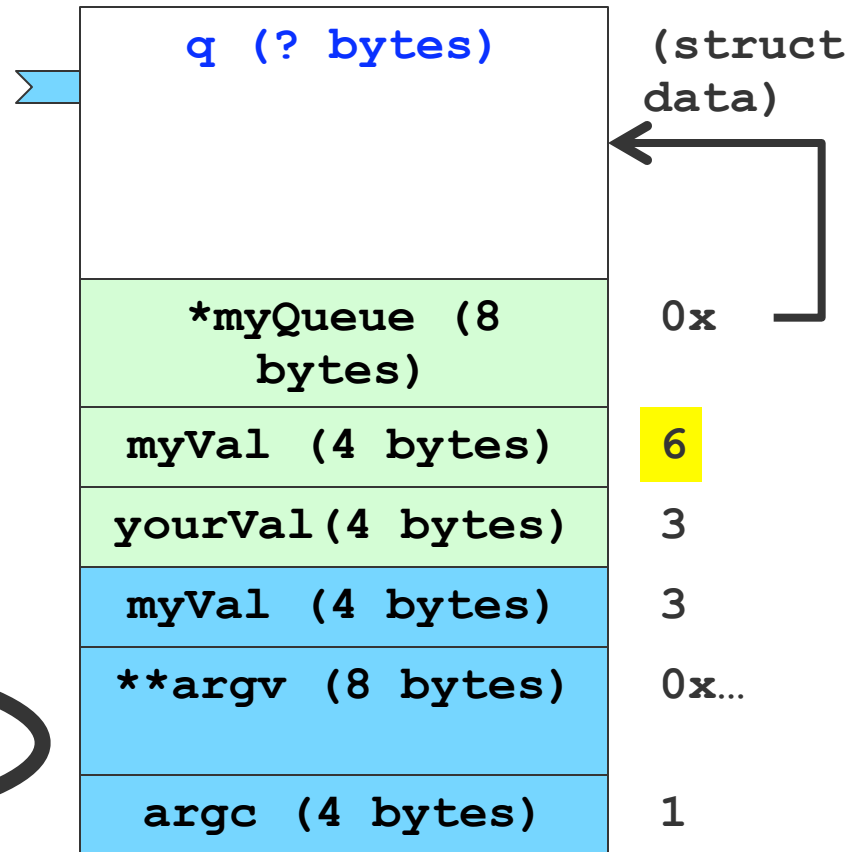 q (? bytes)
(struct
data)
*myQueue (8
bytes)
0x
myVal (4 bytes)
6
yourVal(4 bytes)
3
myVal (4 bytes)
3
**argv (8 bytes)
0x…
argc (4 bytes)
1